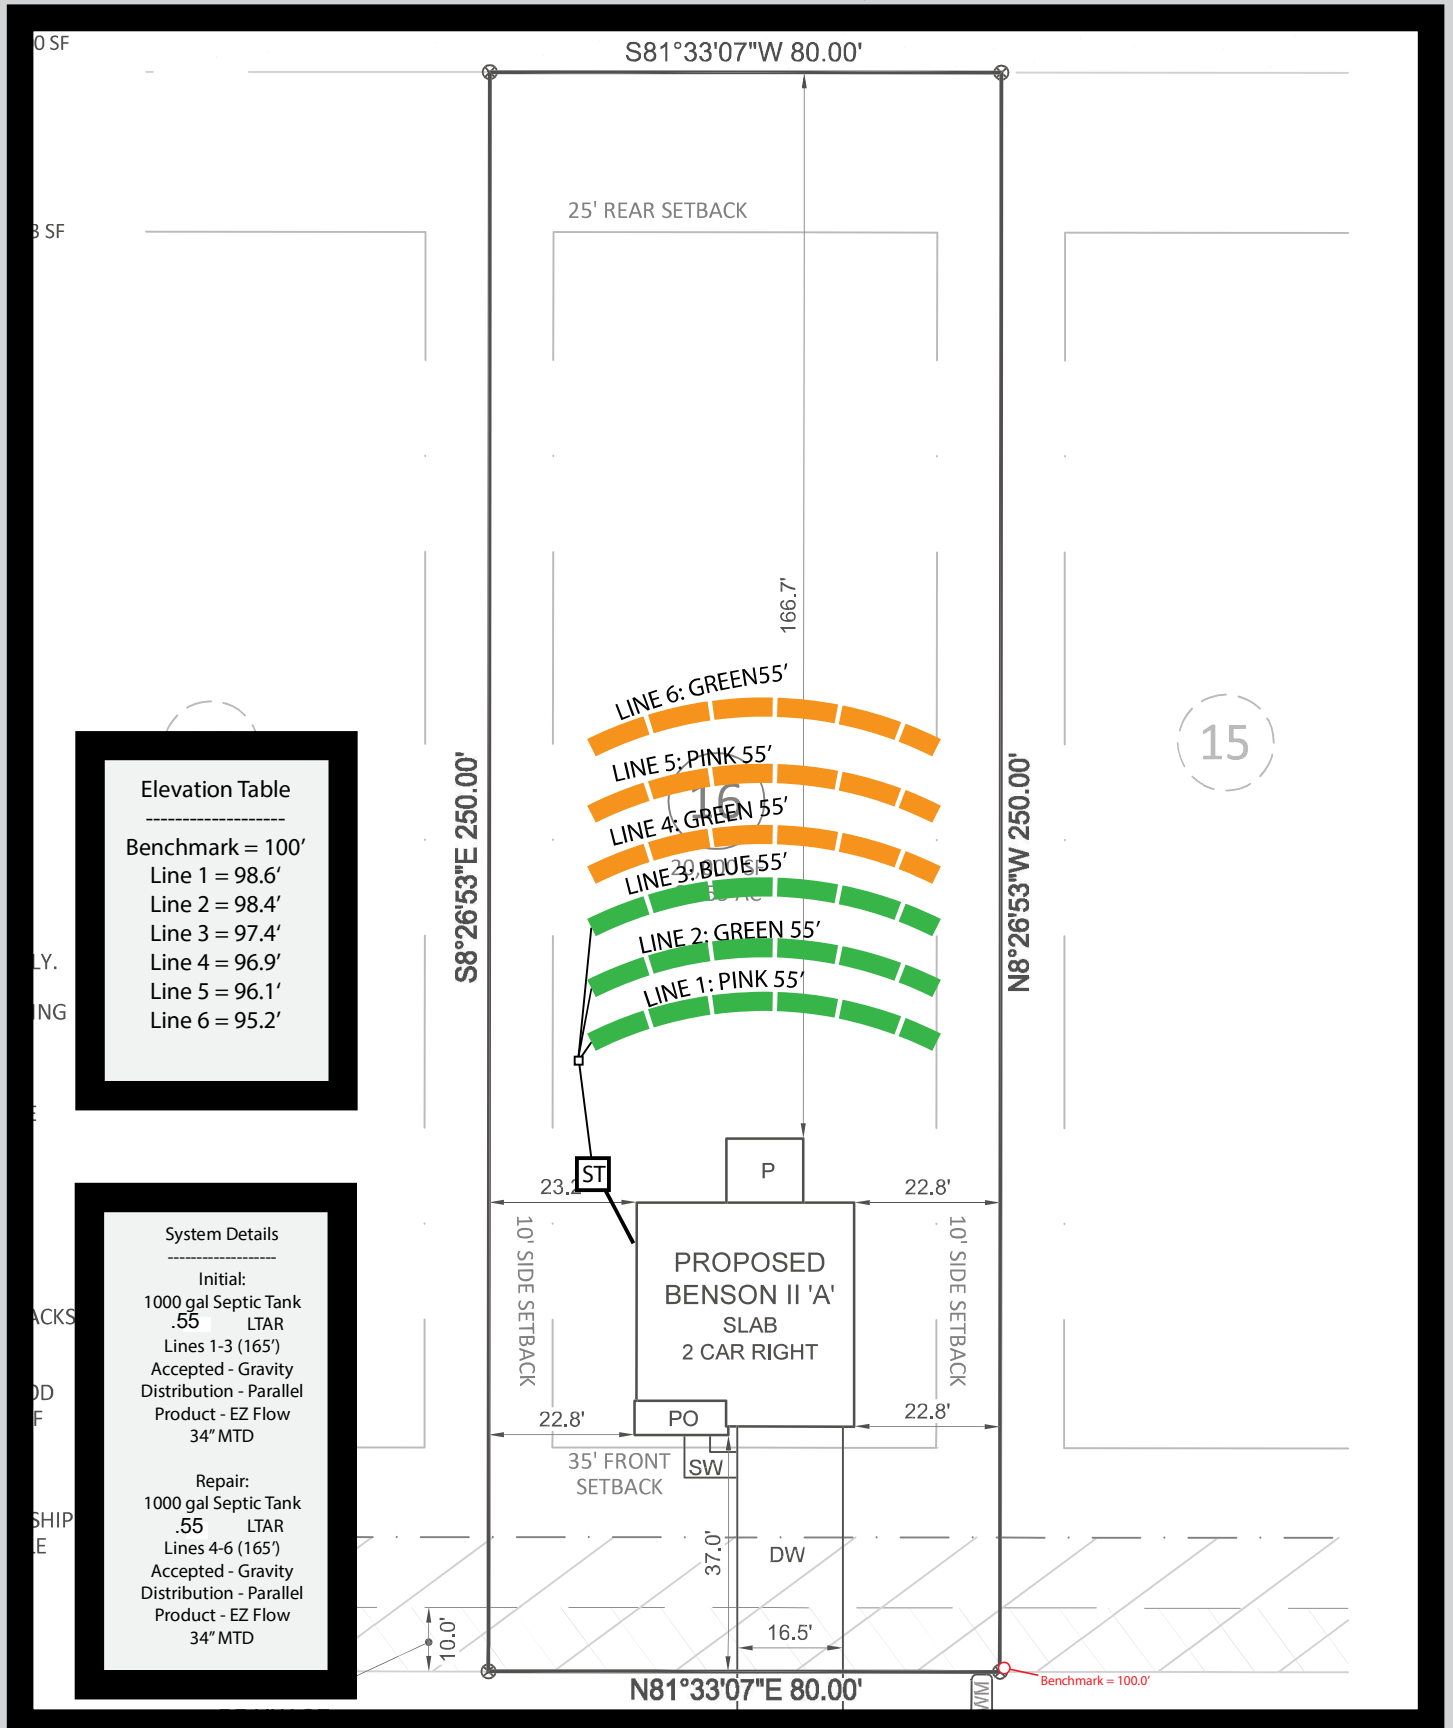 0 SF
S81°33'07"W 80.00'
25' REAR SETBACK
3 SF
166.7'
LINE 6: GREEN55'
LINE 5: PINK 55'
16
LINE 4: GREEN 55'
LINE 3: BLUE 55'
LINE 2: GREEN 55'
LINE 1: PINK 55'
15
S8°26'53"E 250.00'
N8°26'53"W 250.00'
Elevation Table
-------------------
Benchmark = 100'
Line 1 = 98.6'
Line 2 = 98.4'
Line 3 = 97.4'
Line 4 = 96.9'
Line 5 = 96.1'
Line 6 = 95.2'
LY.
ING
ST
P
22.8'
10' SIDE SETBACK
10' SIDE SETBACK
PROPOSED
BENSON II 'A'
SLAB
2 CAR RIGHT
22.8'
PO
22.8'
35' FRONT
SETBACK
SW
37.0'
DW
16.5'
10.0'
N81°33'07"E 80.00'
Benchmark = 100.0'
System Details
-------------------
Initial:
1000 gal Septic Tank
.55 LTAR
Lines 1-3 (165')
Accepted - Gravity
Distribution - Parallel
Product - EZ Flow
34" MTD
Repair:
1000 gal Septic Tank
.55 LTAR
Lines 4-6 (165')
Accepted - Gravity
Distribution - Parallel
Product - EZ Flow
34" MTD
ACKS
SHIP